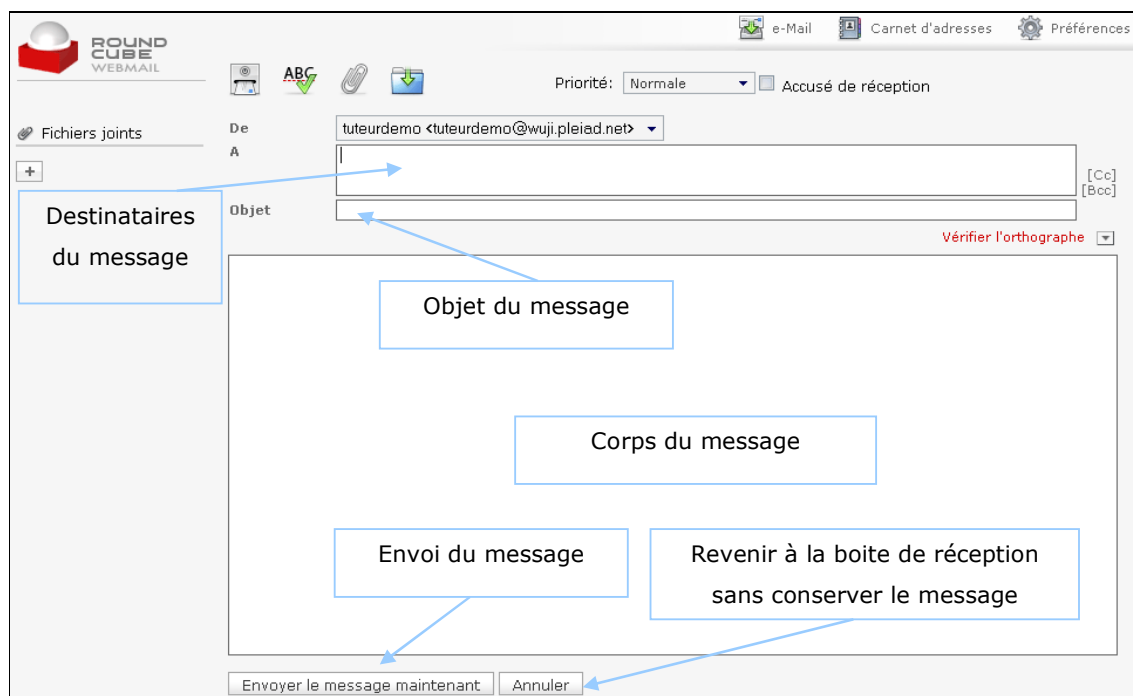 ROUND
CUBE
WEBMAIL
e-Mail Carnet d'adresses Préférences
ABC
Priorité: Normale Accusé de réception
Fichiers joints
De tuteurdemo <tuteurdemo@wuji.pleiad.net>
A
+
[Cc]
[Bcc]
Destinataires
du message
Objet
Vérifier l'orthographe
Objet du message
Corps du message
Envoi du message
Revenir à la boite de réception
sans conserver le message
Envoyer le message maintenant Annuler